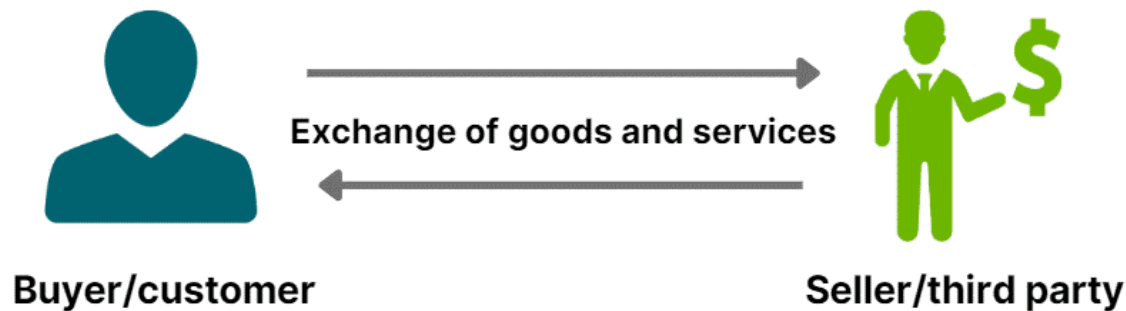 $
Exchange of goods and services
Buyer/customer
Seller/third party